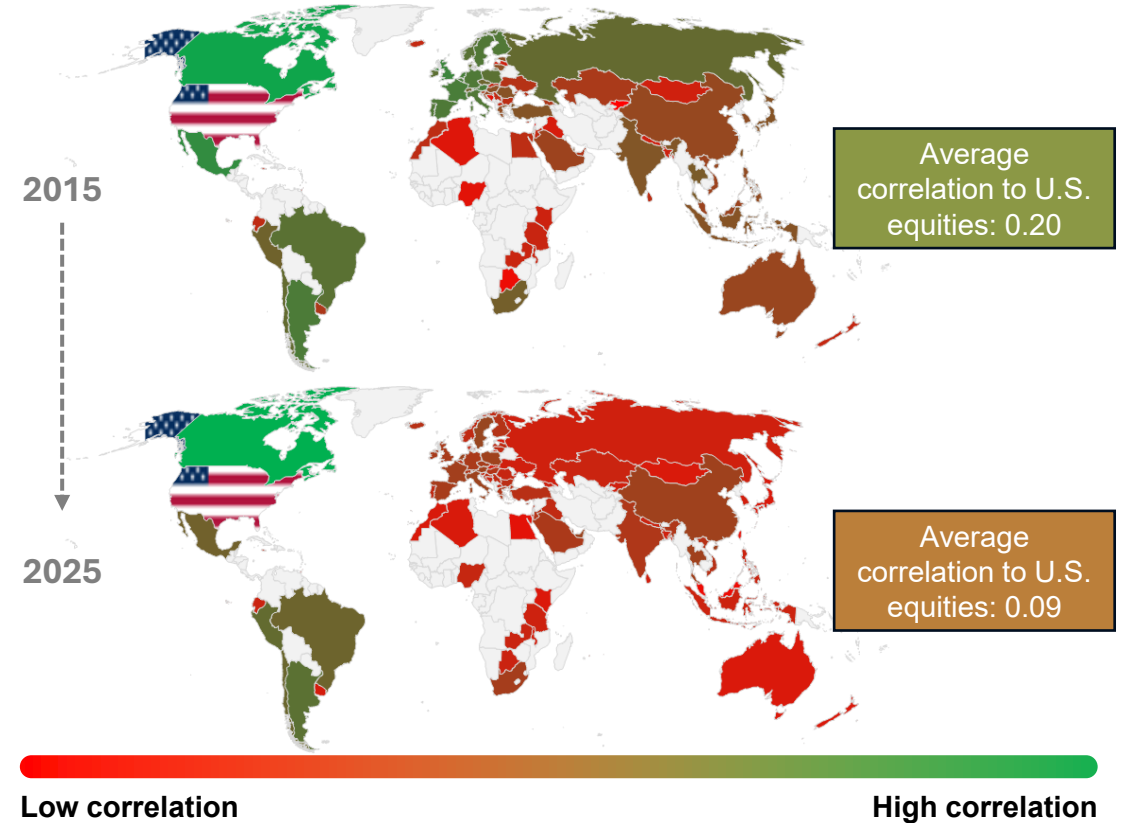 2015
Average
correlation to U.S.
equities: 0.20
2025
Average
correlation to U.S.
equities: 0.09
Low correlation
High correlation